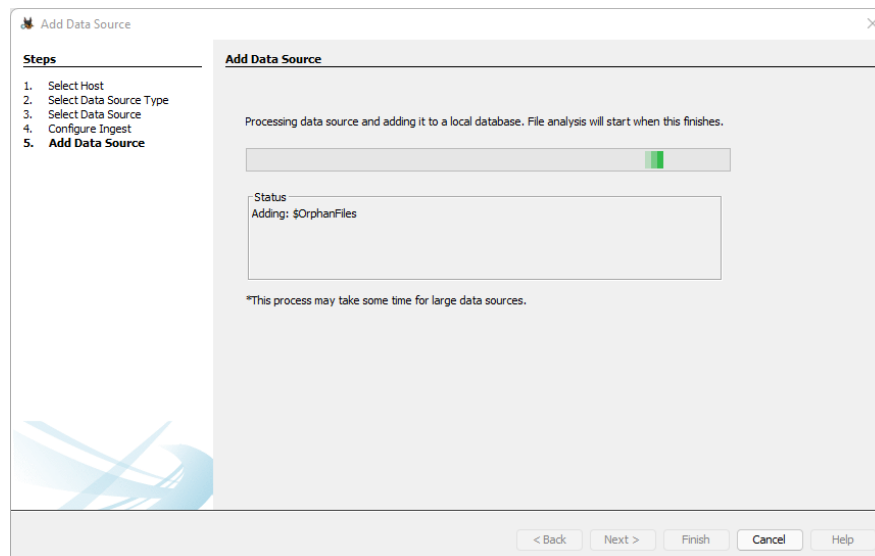 Add Data Source
Steps
1. Select Host
2. Select Data Source Type
3. Select Data Source
4. Configure Ingest
5. Add Data Source
Add Data Source
Processing data source and adding it to a local database. File analysis will start when this finishes.
Status
Adding: $OrphanFiles
*This process may take some time for large data sources.
< Back
Next >
Finish
Cancel
Help